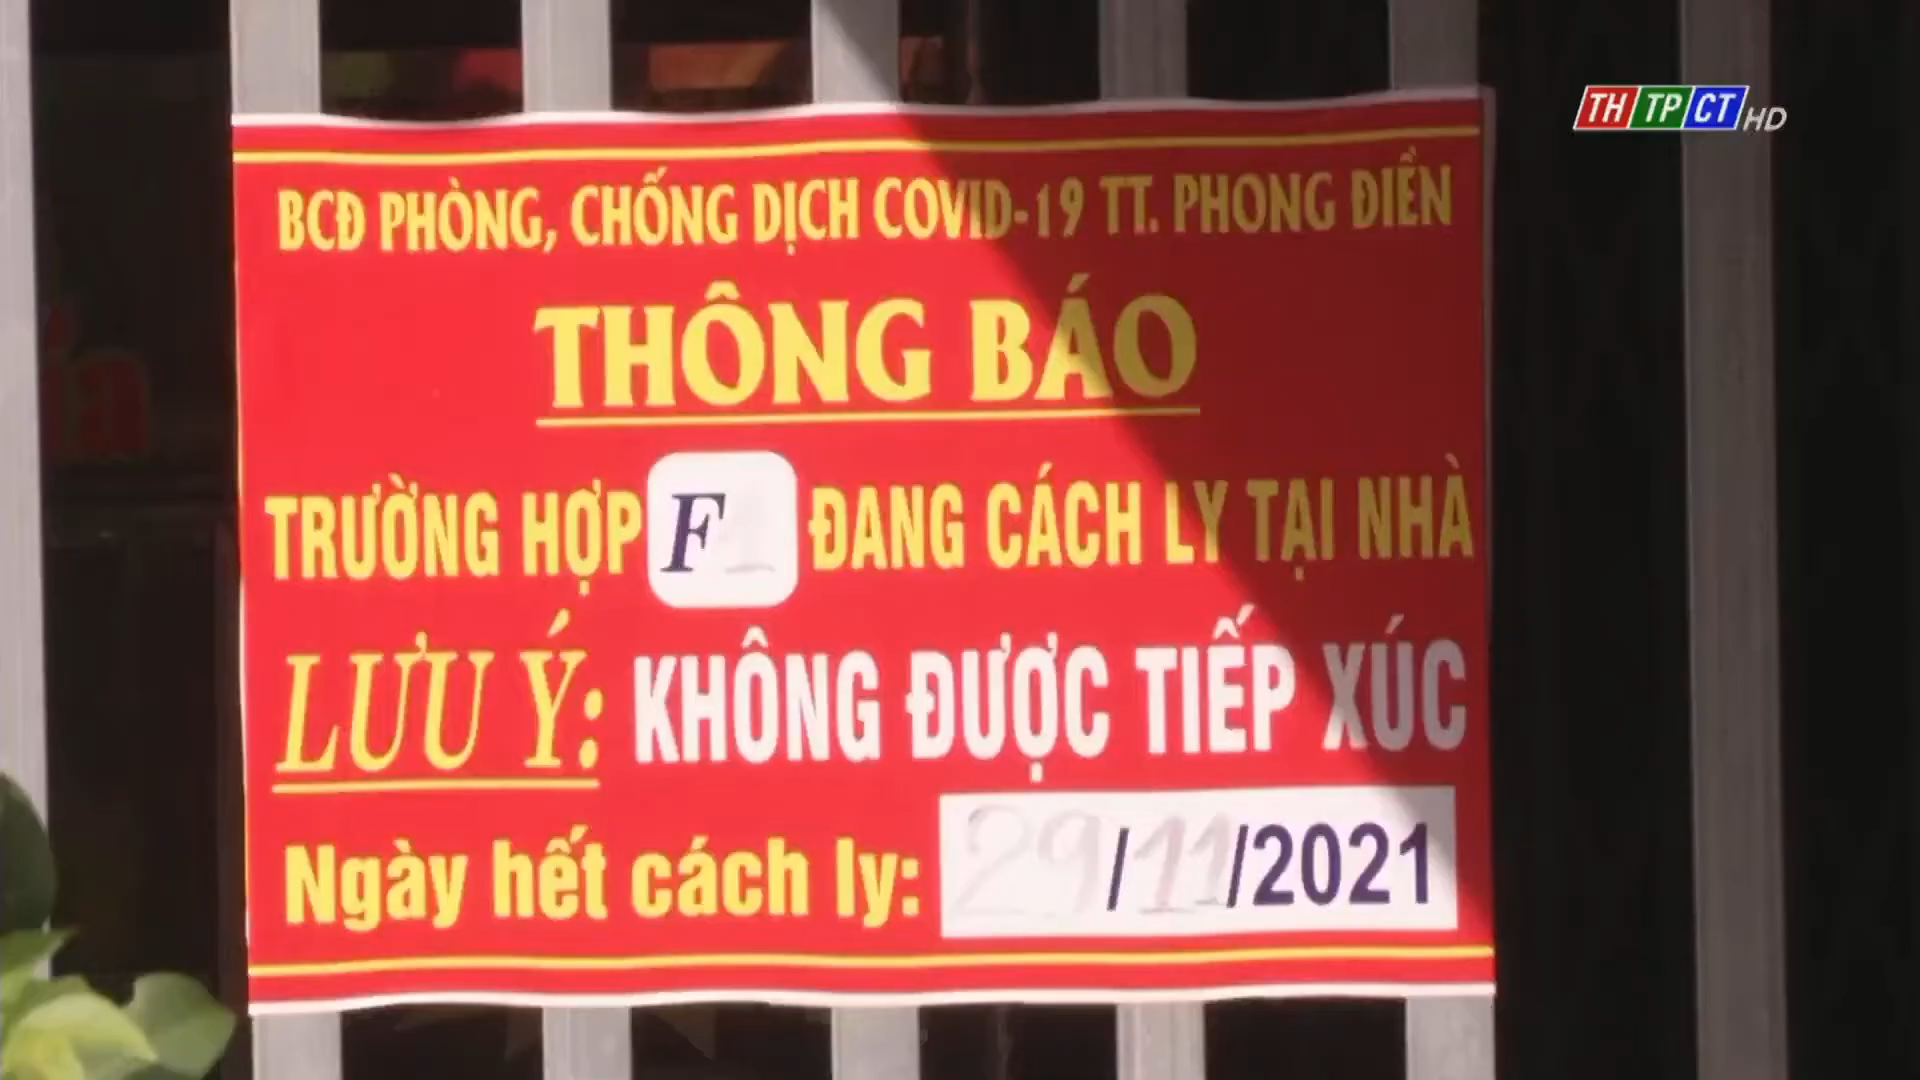 THTPCT HD
BCĐ PHÒNG, CHỐNG DỊCH COVID-19 TT. PHONG ĐIỀN
THÔNG BÁO
TRƯỜNG HỢP F1 ĐANG CÁCH LY TẠI NHÀ
LƯU Ý: KHÔNG ĐƯỢC TIẾP XÚC
Ngày hết cách ly: 29/11/2021